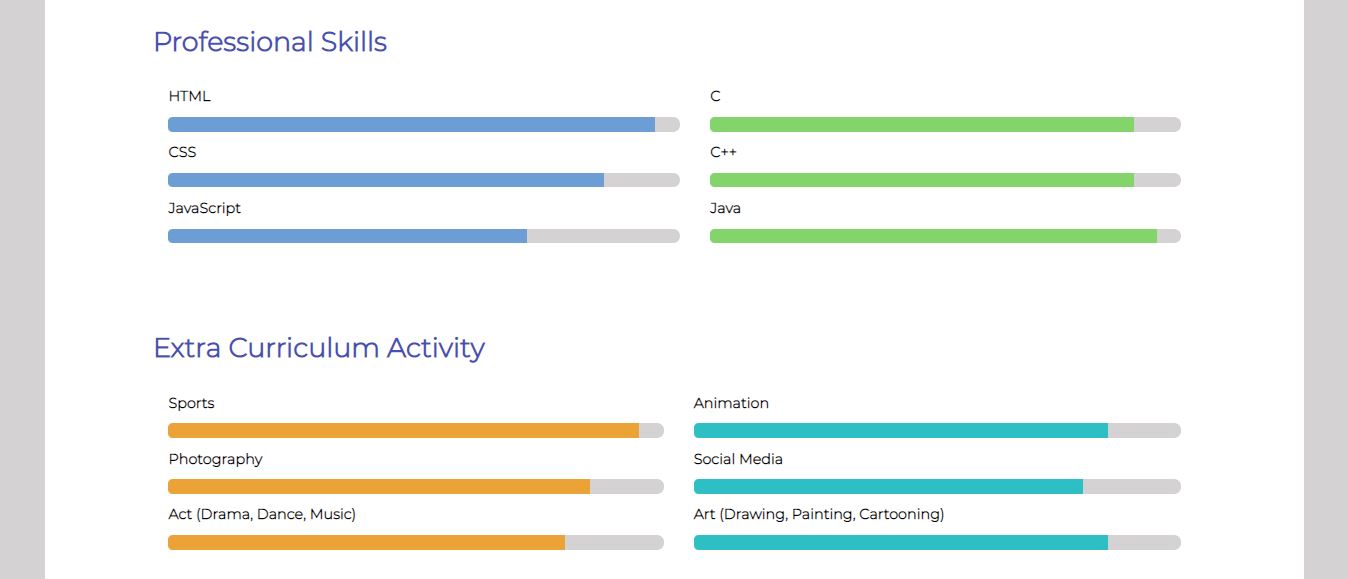 Professional Skills
HTML
CSS
JavaScript
C
C++
Java
Extra Curriculum Activity
Sports
Photography
Act (Drama, Dance, Music)
Animation
Social Media
Art (Drawing, Painting, Cartooning)